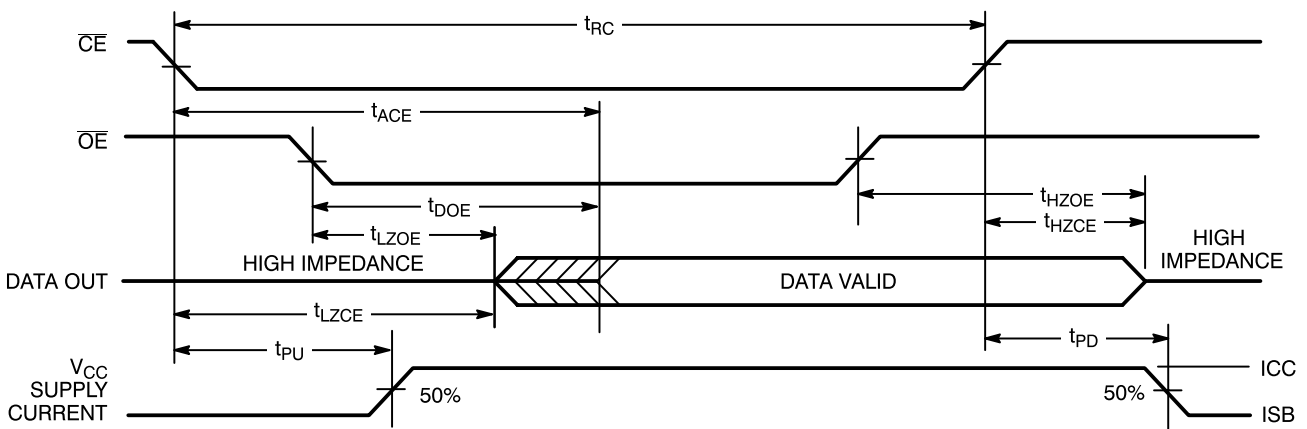 tRC
CE
tACE
OE
tHZOE
tDOE
tHZCE
tLZOE
HIGH
IMPEDANCE
HIGH IMPEDANCE
DATA OUT
DATA VALID
tLZCE
tPU
tPD
VCC
SUPPLY
CURRENT
50%
50%
ICC
ISB